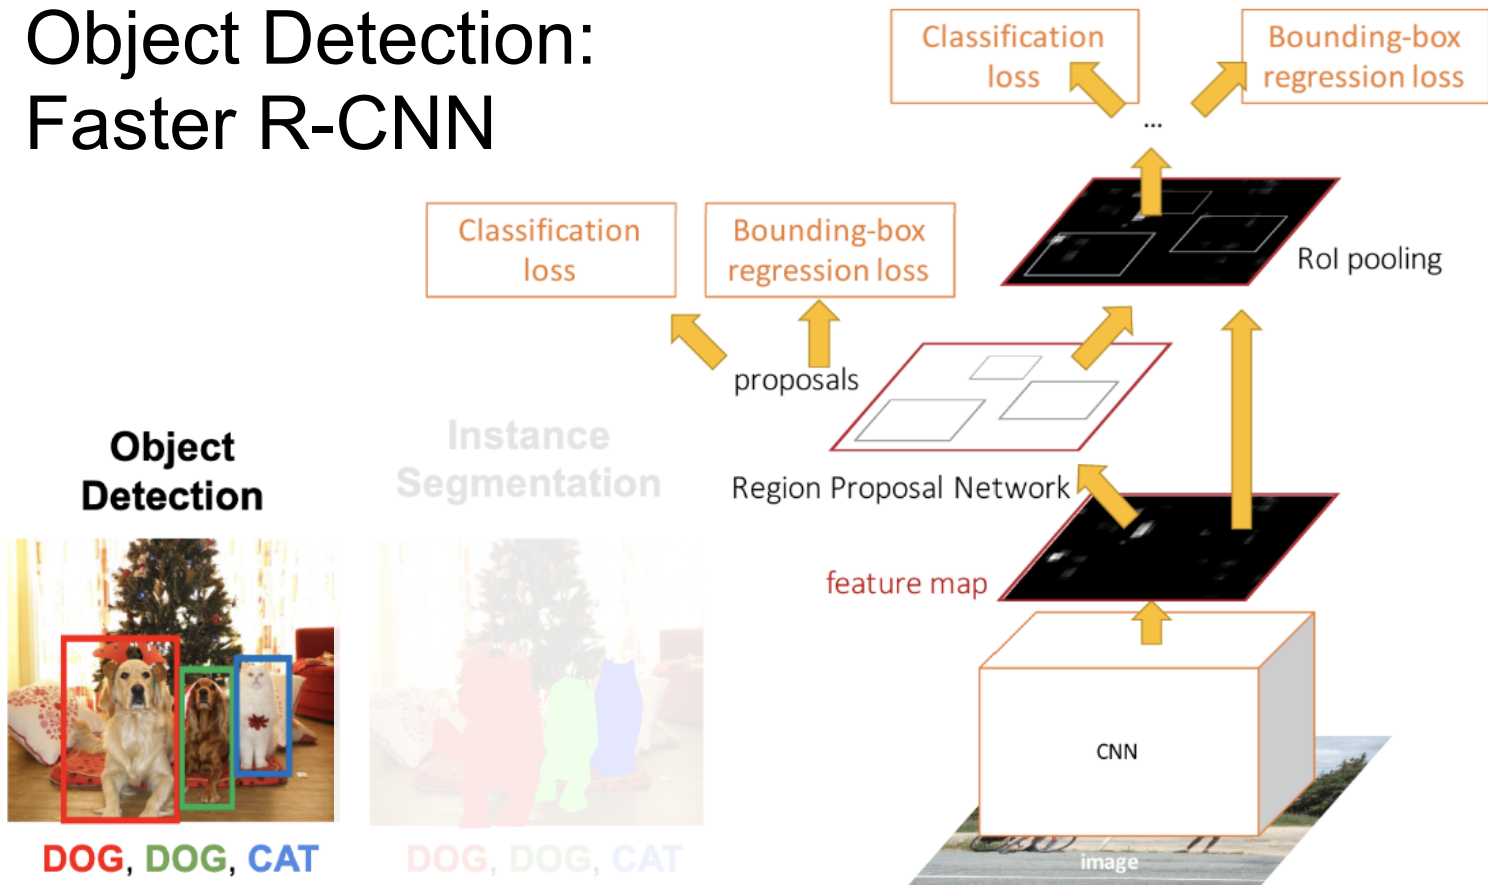 Object Detection:
Faster R-CNN
Classification
loss
Bounding-box
regression loss
...
RoI pooling
Classification
loss
Bounding-box
regression loss
proposals
Region Proposal Network
feature map
CNN
image
Object
Detection
DOG, DOG, CAT
Instance
Segmentation
DOG, DOG, CAT